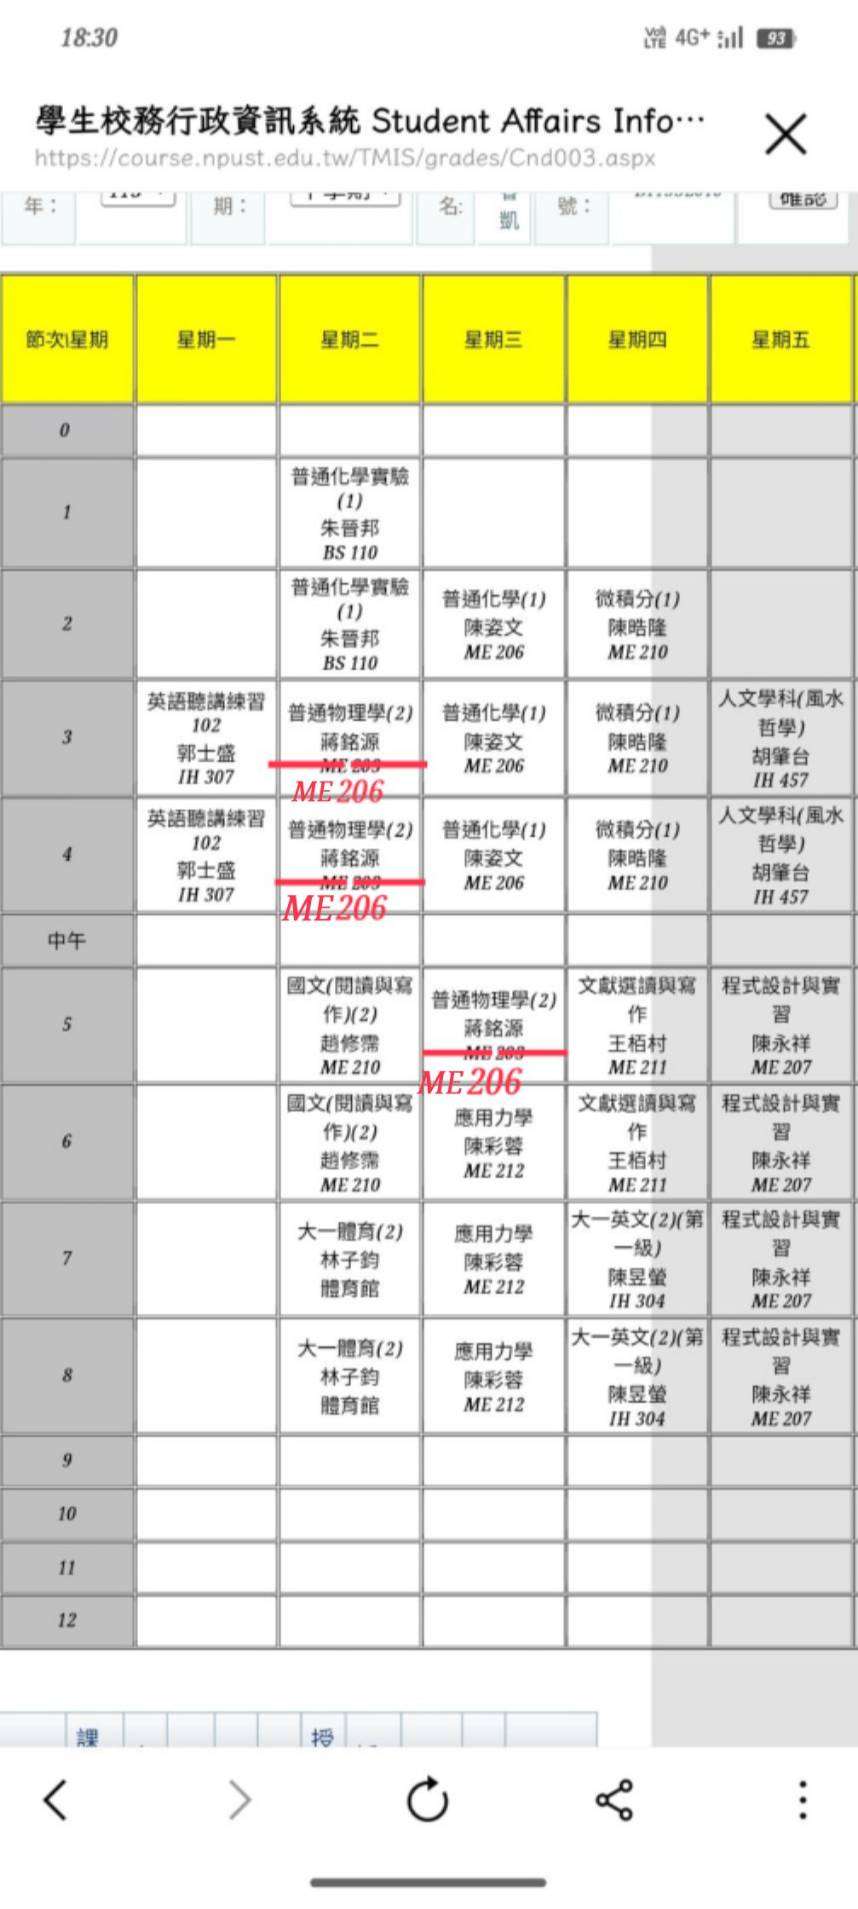 18:30
VoB LTE 4G+ 93
學生校務行政資訊系統 Student Affairs Info…
https://course.npust.edu.tw/TMIS/grades/Cnd003.aspx
年： 期： 名: 凱 號： 確認
節次\星期 星期一 星期二 星期三 星期四 星期五
0
1
普通化學實驗
(1)
朱晉邦
BS 110
2
普通化學實驗
(1)
朱晉邦
BS 110
普通化學(1)
陳姿文
ME 206
微積分(1)
陳晧隆
ME 210
3
英語聽講練習
102
郭士盛
IH 307
普通物理學(2)
蔣銘源
ME 203
ME 206
普通化學(1)
陳姿文
ME 206
微積分(1)
陳晧隆
ME 210
人文學科(風水
哲學)
胡肇台
IH 457
4
英語聽講練習
102
郭士盛
IH 307
普通物理學(2)
蔣銘源
ME 203
ME 206
普通化學(1)
陳姿文
ME 206
微積分(1)
陳晧隆
ME 210
人文學科(風水
哲學)
胡肇台
IH 457
中午
5
國文(閱讀與寫
作)(2)
趙修霈
ME 210
普通物理學(2)
蔣銘源
ME 203
ME 206
文獻選讀與寫
作
王栢村
ME 211
程式設計與實
習
陳永祥
ME 207
6
國文(閱讀與寫
作)(2)
趙修霈
ME 210
應用力學
陳彩蓉
ME 212
文獻選讀與寫
作
王栢村
ME 211
程式設計與實
習
陳永祥
ME 207
7
大一體育(2)
林子鈞
體育館
應用力學
陳彩蓉
ME 212
大一英文(2)(第
一級)
陳昱螢
IH 304
程式設計與實
習
陳永祥
ME 207
8
大一體育(2)
林子鈞
體育館
應用力學
陳彩蓉
ME 212
大一英文(2)(第
一級)
陳昱螢
IH 304
程式設計與實
習
陳永祥
ME 207
9
10
11
12
課 授